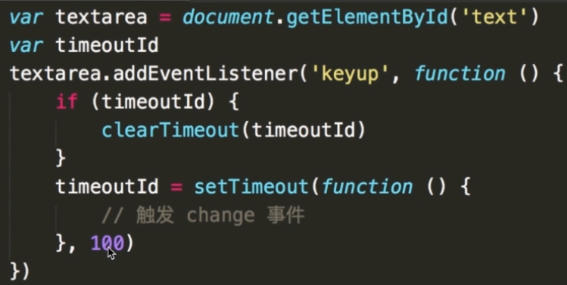 var textarea = document.getElementById('text')
var timeoutId
textarea.addEventListener('keyup', function () {
    if (timeoutId) {
        clearTimeout(timeoutId)
    }
    timeoutId = setTimeout(function () {
        // 触发 change 事件
    }, 100)
})